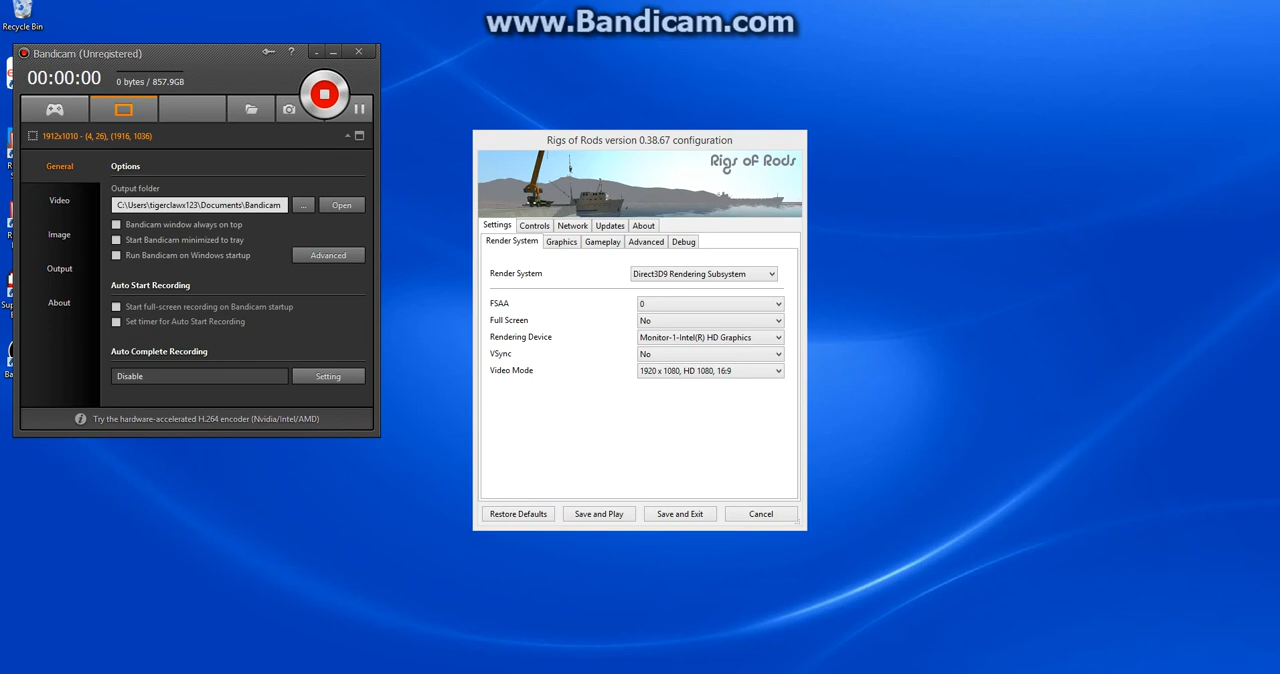 www.Bandicam.com
Recycle Bin
Bandicam (Unregistered)
?
00:00:00
0 bytes / 857.9GB
1912x1010 - (4, 26), (1916, 1036)
General
Video
Image
Output
About
Options
Output folder
C:\Users\tigerclawx123\Documents\Bandicam
...
Open
Bandicam window always on top
Start Bandicam minimized to tray
Run Bandicam on Windows startup
Advanced
Auto Start Recording
Start full-screen recording on Bandicam startup
Set timer for Auto Start Recording
Auto Complete Recording
Disable
Setting
Try the hardware-accelerated H.264 encoder (Nvidia/Intel/AMD)
Rigs of Rods version 0.38.67 configuration
Rigs of Rods
Settings Controls Network Updates About
Render System Graphics Gameplay Advanced Debug
Render System Direct3D9 Rendering Subsystem
FSAA 0
Full Screen No
Rendering Device Monitor-1-Intel(R) HD Graphics
VSync No
Video Mode 1920 x 1080, HD 1080, 16:9
Restore Defaults Save and Play Save and Exit Cancel